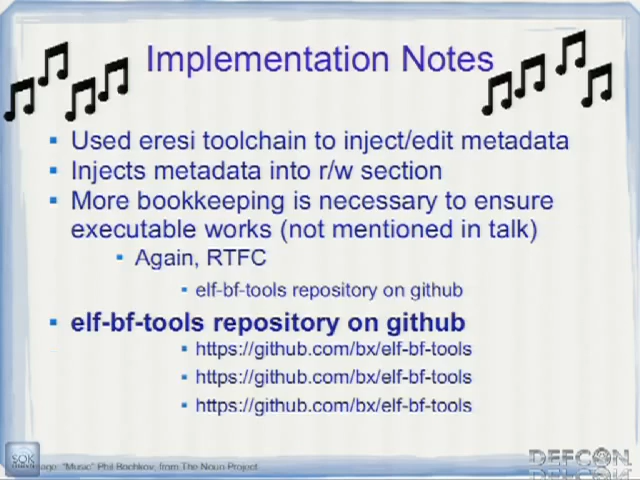 Implementation Notes
Used eresi toolchain to inject/edit metadata
Injects metadata into r/w section
More bookkeeping is necessary to ensure
executable works (not mentioned in talk)
Again, RTFC
elf-bf-tools repository on github
elf-bf-tools repository on github
https://github.com/bx/elf-bf-tools
https://github.com/bx/elf-bf-tools
https://github.com/bx/elf-bf-tools
SOK
"Music" Phil Bochkov, from The Noun Project
DEFCON